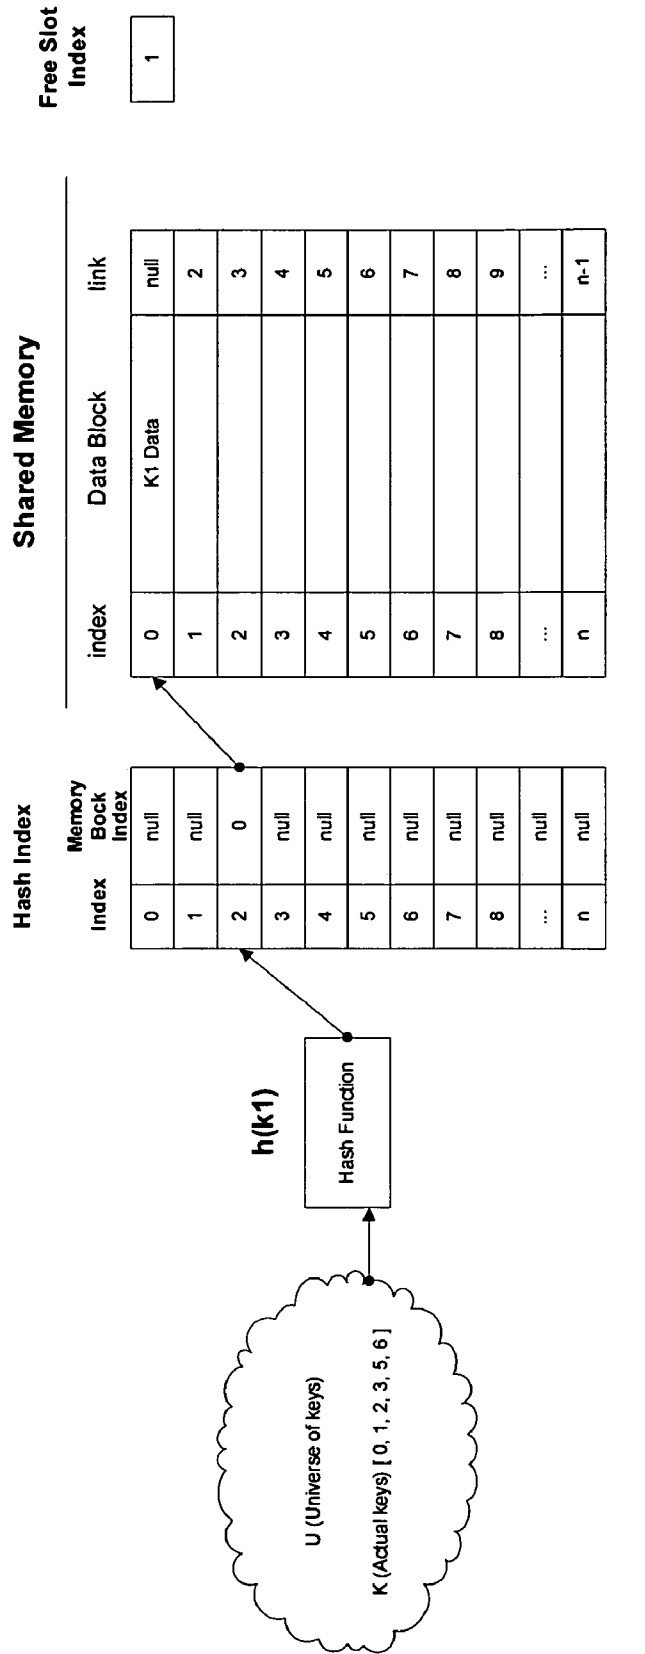 Hash Index
Shared Memory
Free Slot
Index
Index
Memory
Bock
Index
index
Data Block
link
1
0 null
1 null
2 0
3 null
4 null
5 null
6 null
7 null
8 null
... null
n null
0 K1 Data null
1 2
2 3
3 4
4 5
5 6
6 7
7 8
8 9
... ...
n n-1
h(k1)
Hash Function
U (Universe of keys)
K (Actual keys) [ 0, 1, 2, 3, 5, 6 ]